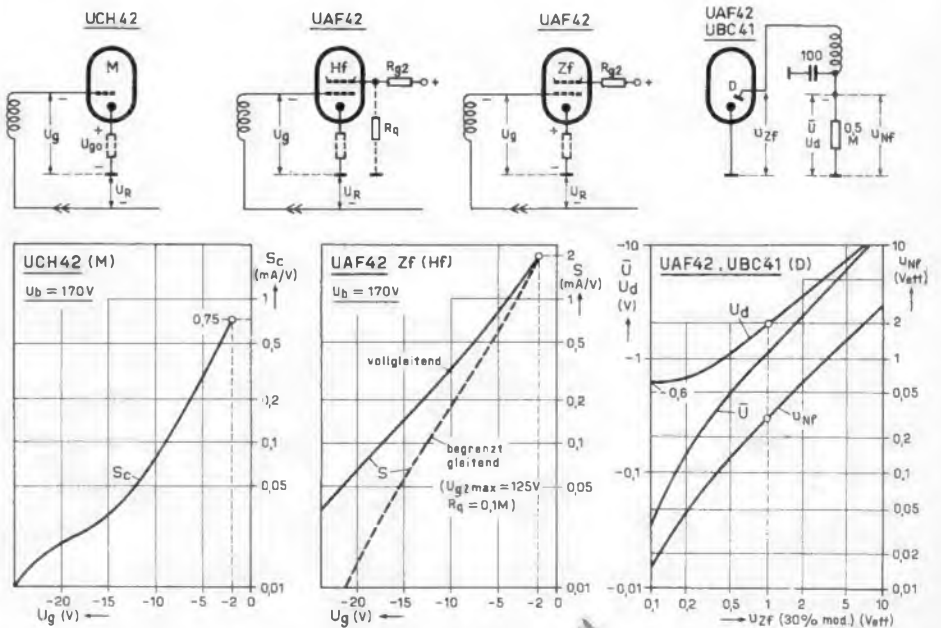 UCH42
UAF42
UAF42
UAF42
UBC41
M
Hf
Zf
D
Rg2
+
Rg2
+
100
Rq
Ug
Ugo
+
−
UR
Ug
UR
Ug
+
−
UR
uZf
Ū
Ud
0,5
M
uNf
UCH42 (M)
Ub = 170V
Sc
(mA/V)
1
0,75
0,5
0,2
0,1
0,05
0,01
Sc
−20
−15
−10
−5
−2
0
Ug (V)
UAF42 Zf (Hf)
Ub = 170V
S
(mA/V)
2
1
0,5
0,2
0,1
0,05
0,01
vollgleitend
S
begrenzt
gleitend
(Ug2max = 125V
Rq = 0,1M)
−20
−15
−10
−5
−2
0
Ug (V)
UAF42, UBC41 (D)
Ū
Ud
(V)
−10
−1
−0,1
−0,01
uNf
(Veff)
10
2
1
0,05
0,2
0,1
0,05
0,02
0,01
Ud
0,6
Ū
uNf
0,1
0,2
0,5
1
2
5
10
uZf (30% mod.) (Veff)